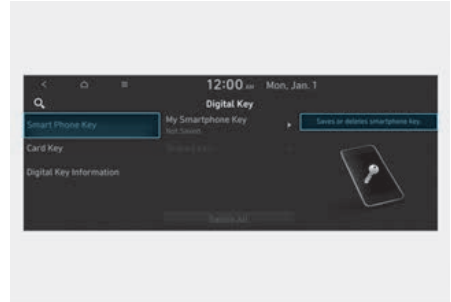 12:00 AM Mon, Jan. 1
Digital Key
Smart Phone Key
My Smartphone Key
Not Saved
Saves or deletes smartphone key.
Card Key
Digital Key Information